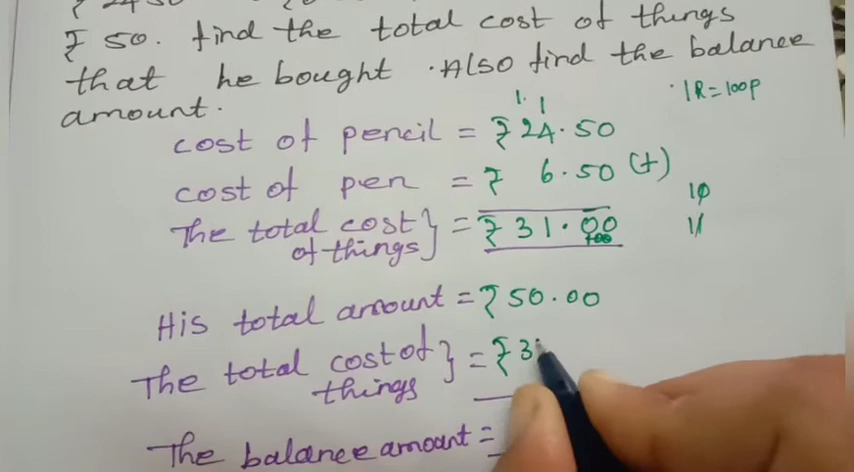 ₹ 50. find the total cost of things
that he bought. Also find the balance
amount.
1R=100P
1 1
cost of pencil = ₹24.50
cost of pen = ₹ 6.50 (+)
10
11
The total cost of things} = ₹31.00
100
His total amount = ₹50.00
The total cost of things} = ₹3
The balance amount =